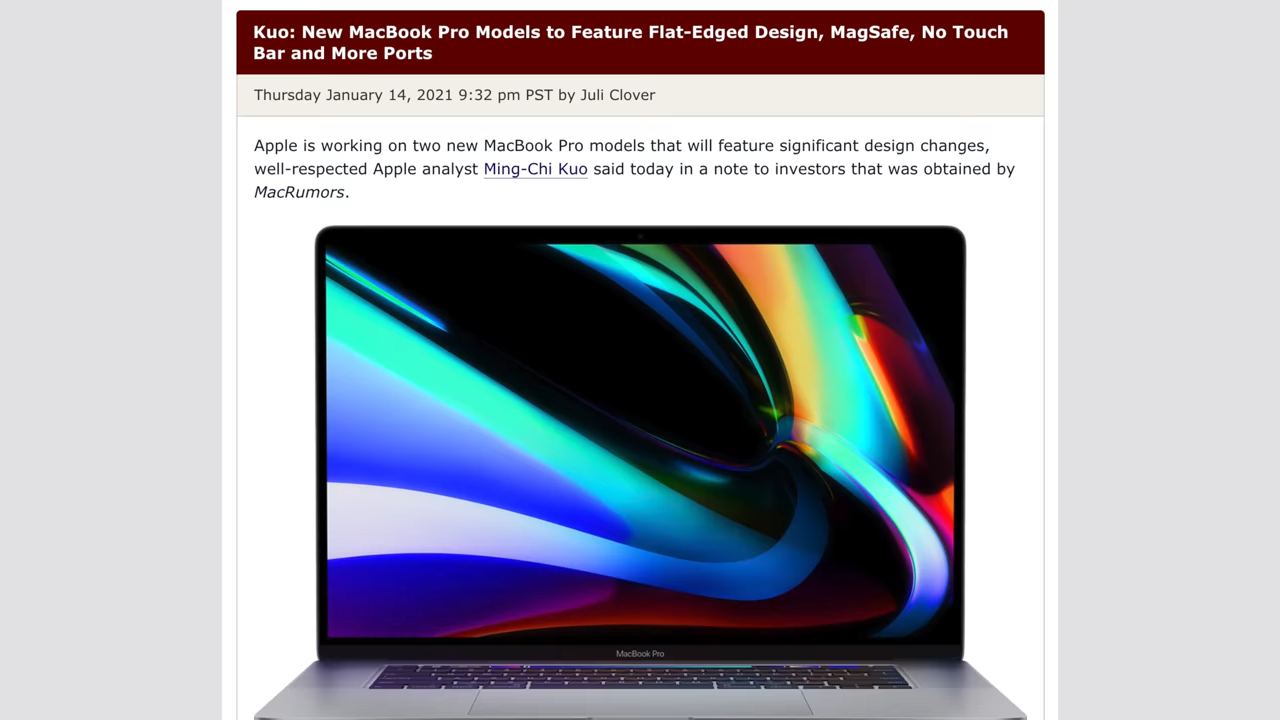 Kuo: New MacBook Pro Models to Feature Flat-Edged Design, MagSafe, No Touch
Bar and More Ports
Thursday January 14, 2021 9:32 pm PST by Juli Clover
Apple is working on two new MacBook Pro models that will feature significant design changes,
well-respected Apple analyst Ming-Chi Kuo said today in a note to investors that was obtained by
MacRumors.
MacBook Pro